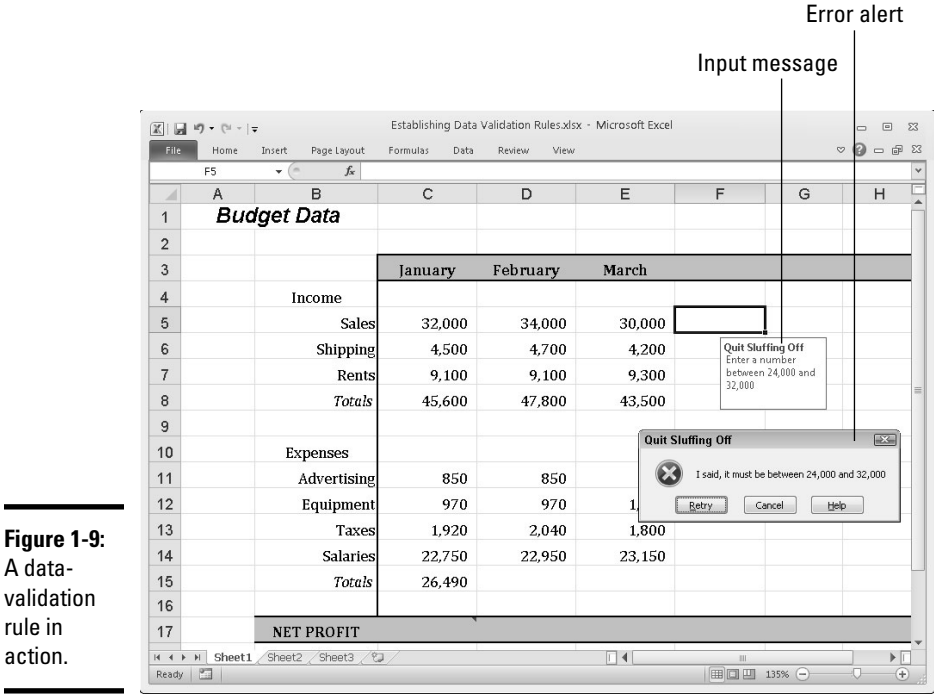 Error alert
Input message
Establishing Data Validation Rules.xlsx - Microsoft Excel
File Home Insert Page Layout Formulas Data Review View
F5 fx
A B C D E F G H
1 Budget Data
2
3 January February March
4 Income
5 Sales 32,000 34,000 30,000
6 Shipping 4,500 4,700 4,200
7 Rents 9,100 9,100 9,300
8 Totals 45,600 47,800 43,500
9
10 Expenses
11 Advertising 850 850
12 Equipment 970 970 1,
13 Taxes 1,920 2,040 1,800
14 Salaries 22,750 22,950 23,150
15 Totals 26,490
16
17 NET PROFIT
Quit Sluffing Off
Enter a number
between 24,000 and
32,000
Quit Sluffing Off
I said, it must be between 24,000 and 32,000
Retry Cancel Help
Sheet1 Sheet2 Sheet3
Ready 135%
Figure 1-9:
A data-
validation
rule in
action.